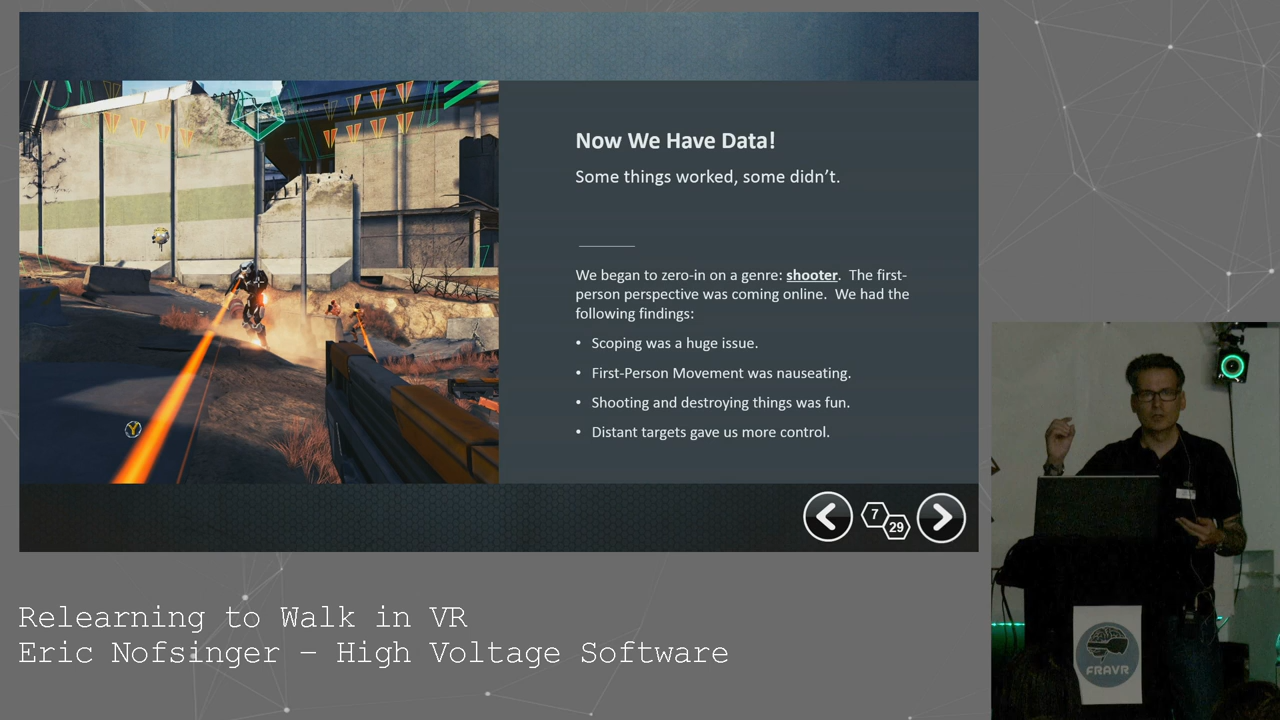 Now We Have Data!
Some things worked, some didn’t.
We began to zero-in on a genre: shooter. The first-
person perspective was coming online. We had the
following findings:
• Scoping was a huge issue.
• First-Person Movement was nauseating.
• Shooting and destroying things was fun.
• Distant targets gave us more control.
7
29
FRAVR
Relearning to Walk in VR
Eric Nofsinger – High Voltage Software